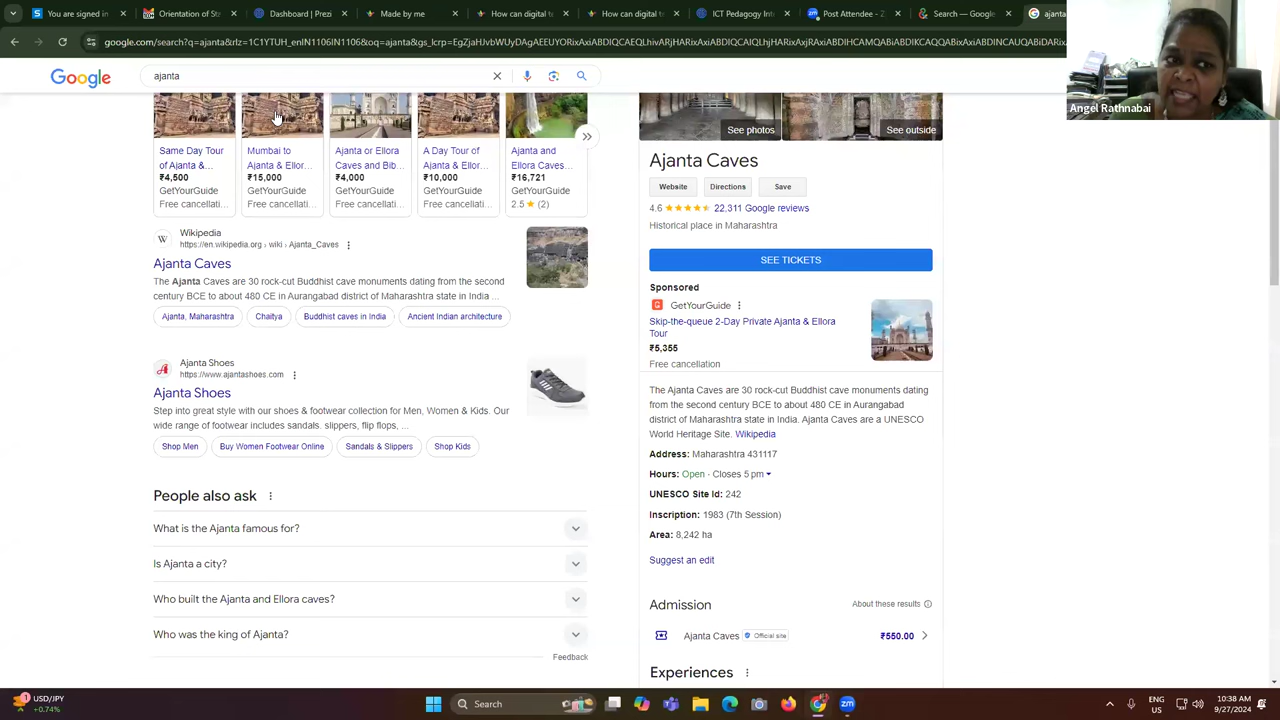 You are signed in
Orientation of St
Dashboard | Prezi
Made by me
How can digital t
How can digital t
ICT Pedagogy Int
Post Attendee - Z
Search — Google
ajanta
google.com/search?q=ajanta&rlz=
Google
ajanta
See photos
See outside
Same Day Tour
of Ajanta &...
₹4,500
GetYourGuide
Free cancellati...
Mumbai to
Ajanta & Ellor...
₹15,000
GetYourGuide
Free cancellati...
Ajanta or Ellora
Caves and Bib...
₹4,000
GetYourGuide
Free cancellati...
A Day Tour of
Ajanta & Ellor...
₹10,000
GetYourGuide
Free cancellati...
Ajanta and
Ellora Caves...
₹16,721
GetYourGuide
2.5 ★ (2)
W
Wikipedia
https://en.wikipedia.org › wiki › Ajanta_Caves
Ajanta Caves
The Ajanta Caves are 30 rock-cut Buddhist cave monuments dating from the second
century BCE to about 480 CE in Aurangabad district of Maharashtra state in India ...
Ajanta, Maharashtra
Chaitya
Buddhist caves in India
Ancient Indian architecture
Ajanta Shoes
https://www.ajantashoes.com
Ajanta Shoes
Step into great style with our shoes & footwear collection for Men, Women & Kids. Our
wide range of footwear includes sandals. slippers, flip flops, ...
Shop Men
Buy Women Footwear Online
Sandals & Slippers
Shop Kids
People also ask
What is the Ajanta famous for?
Is Ajanta a city?
Who built the Ajanta and Ellora caves?
Who was the king of Ajanta?
Feedback
Ajanta Caves
Website
Directions
Save
4.6 ★★★★★ 22,311 Google reviews
Historical place in Maharashtra
SEE TICKETS
Sponsored
GetYourGuide
Skip-the-queue 2-Day Private Ajanta & Ellora
Tour
₹5,355
Free cancellation
The Ajanta Caves are 30 rock-cut Buddhist cave monuments dating
from the second century BCE to about 480 CE in Aurangabad
district of Maharashtra state in India. Ajanta Caves are a UNESCO
World Heritage Site. Wikipedia
Address: Maharashtra 431117
Hours: Open · Closes 5 pm
UNESCO Site Id: 242
Inscription: 1983 (7th Session)
Area: 8,242 ha
Suggest an edit
Admission
About these results
Ajanta Caves
Official site
₹550.00
Experiences
Angel Rathnabai
1
USD/JPY
+0.74%
Search
ENG
US
10:38 AM
9/27/2024